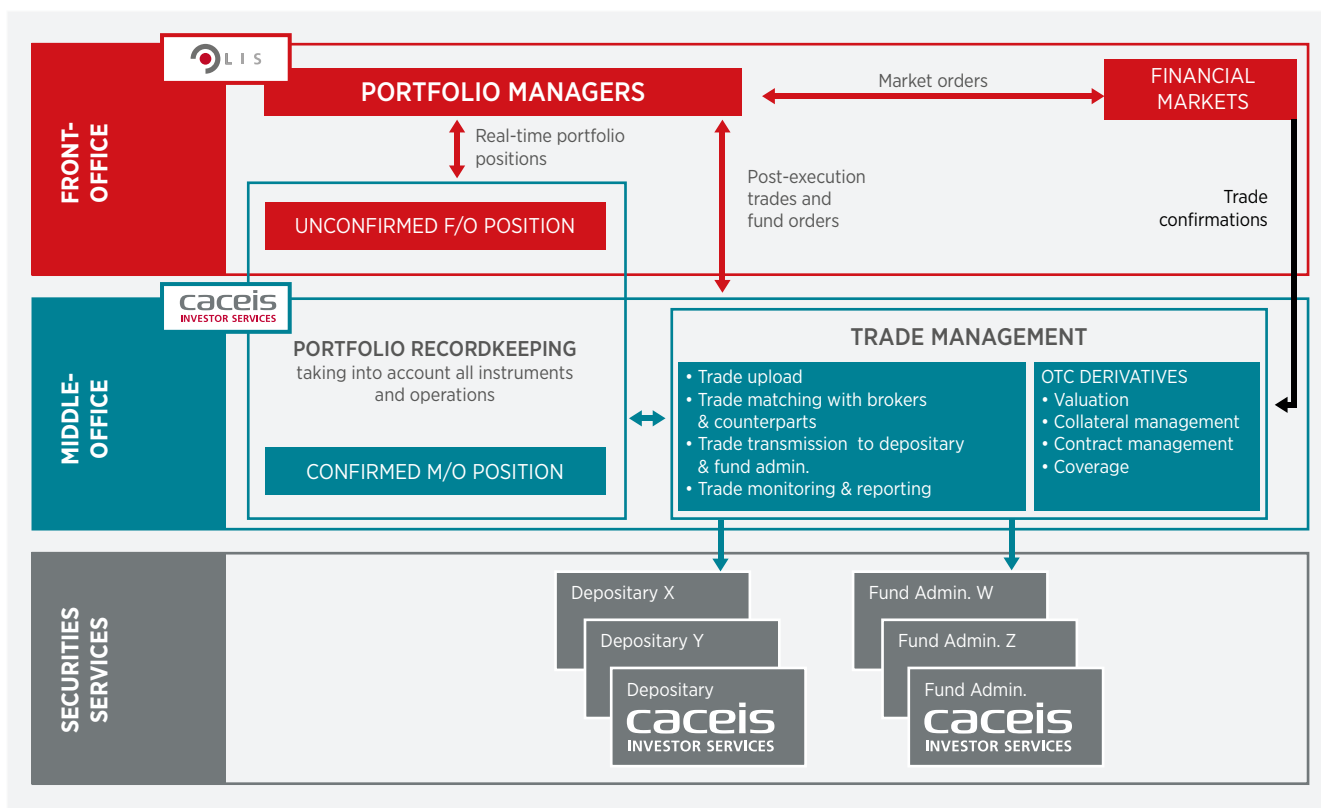 FRONT-
OFFICE
LIS
PORTFOLIO MANAGERS
Market orders
FINANCIAL
MARKETS
Real-time portfolio
positions
Post-execution
trades and
fund orders
Trade
confirmations
UNCONFIRMED F/O POSITION
MIDDLE-
OFFICE
caceis
INVESTOR SERVICES
PORTFOLIO RECORDKEEPING
taking into account all instruments
and operations
CONFIRMED M/O POSITION
TRADE MANAGEMENT
• Trade upload
• Trade matching with brokers
& counterparts
• Trade transmission to depositary
& fund admin.
• Trade monitoring & reporting
OTC DERIVATIVES
• Valuation
• Collateral management
• Contract management
• Coverage
SECURITIES
SERVICES
Depositary X
Depositary Y
Depositary
caceis
INVESTOR SERVICES
Fund Admin. W
Fund Admin. Z
Fund Admin.
caceis
INVESTOR SERVICES